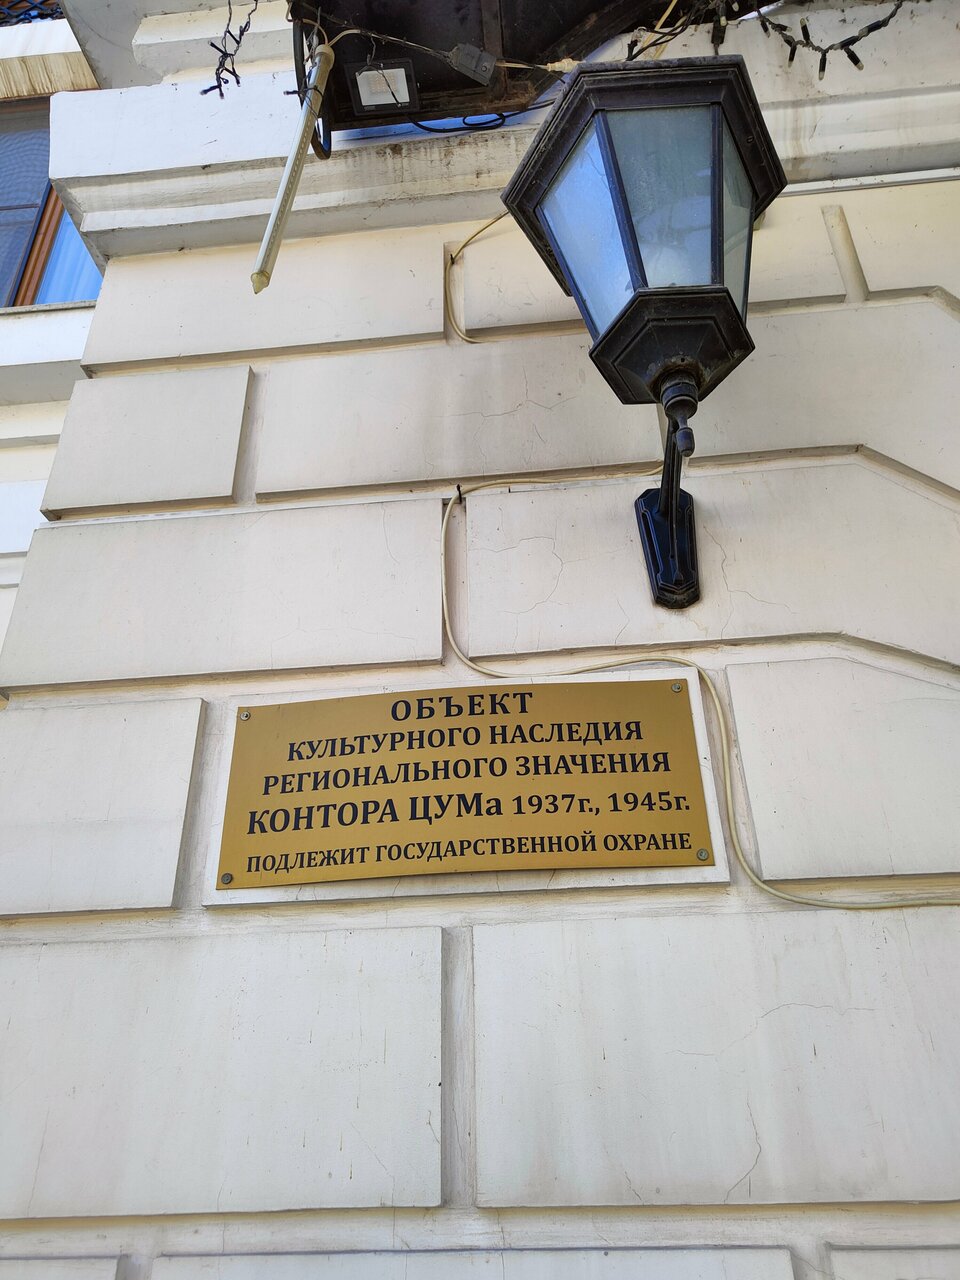 ОБЪЕКТ
КУЛЬТУРНОГО НАСЛЕДИЯ
РЕГИОНАЛЬНОГО ЗНАЧЕНИЯ
КОНТОРА ЦУМа 1937г., 1945г.
ПОДЛЕЖИТ ГОСУДАРСТВЕННОЙ ОХРАНЕ